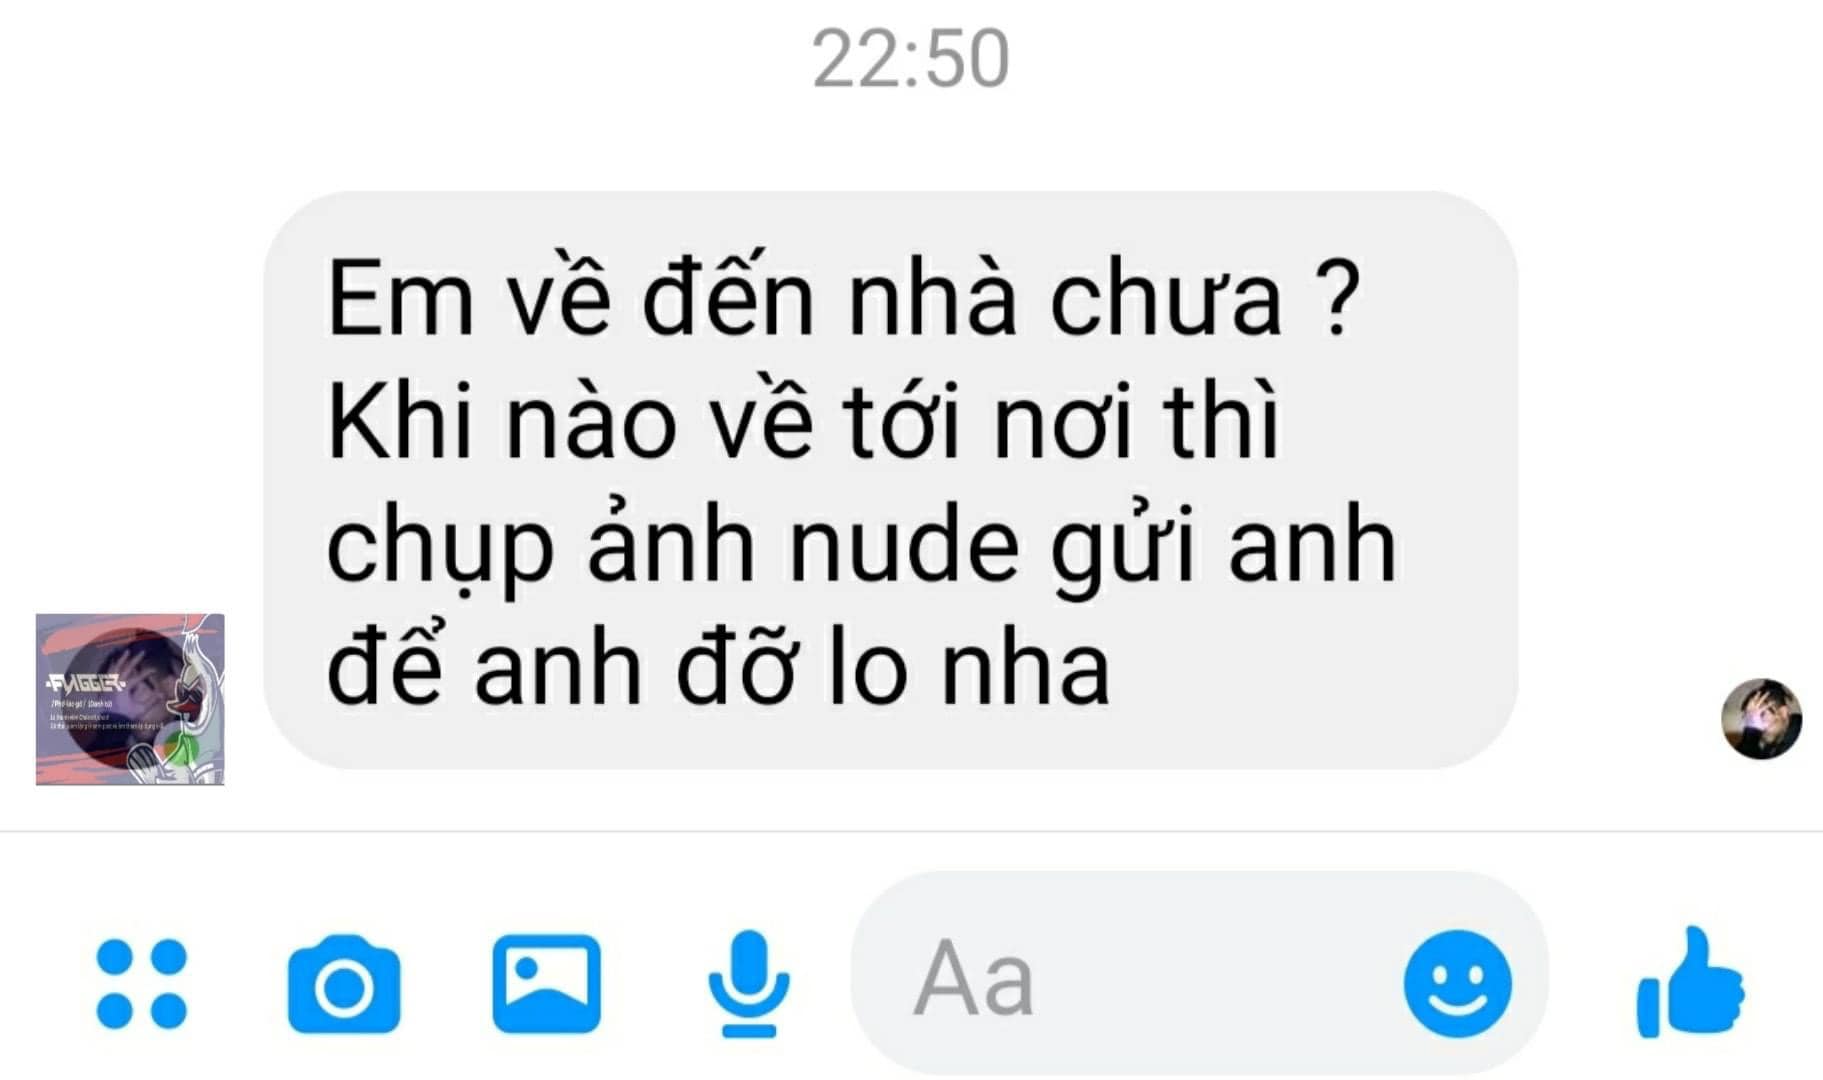 22:50
Em về đến nhà chưa ?
Khi nào về tới nơi thì
chụp ảnh nude gửi anh
để anh đỡ lo nha
Aa